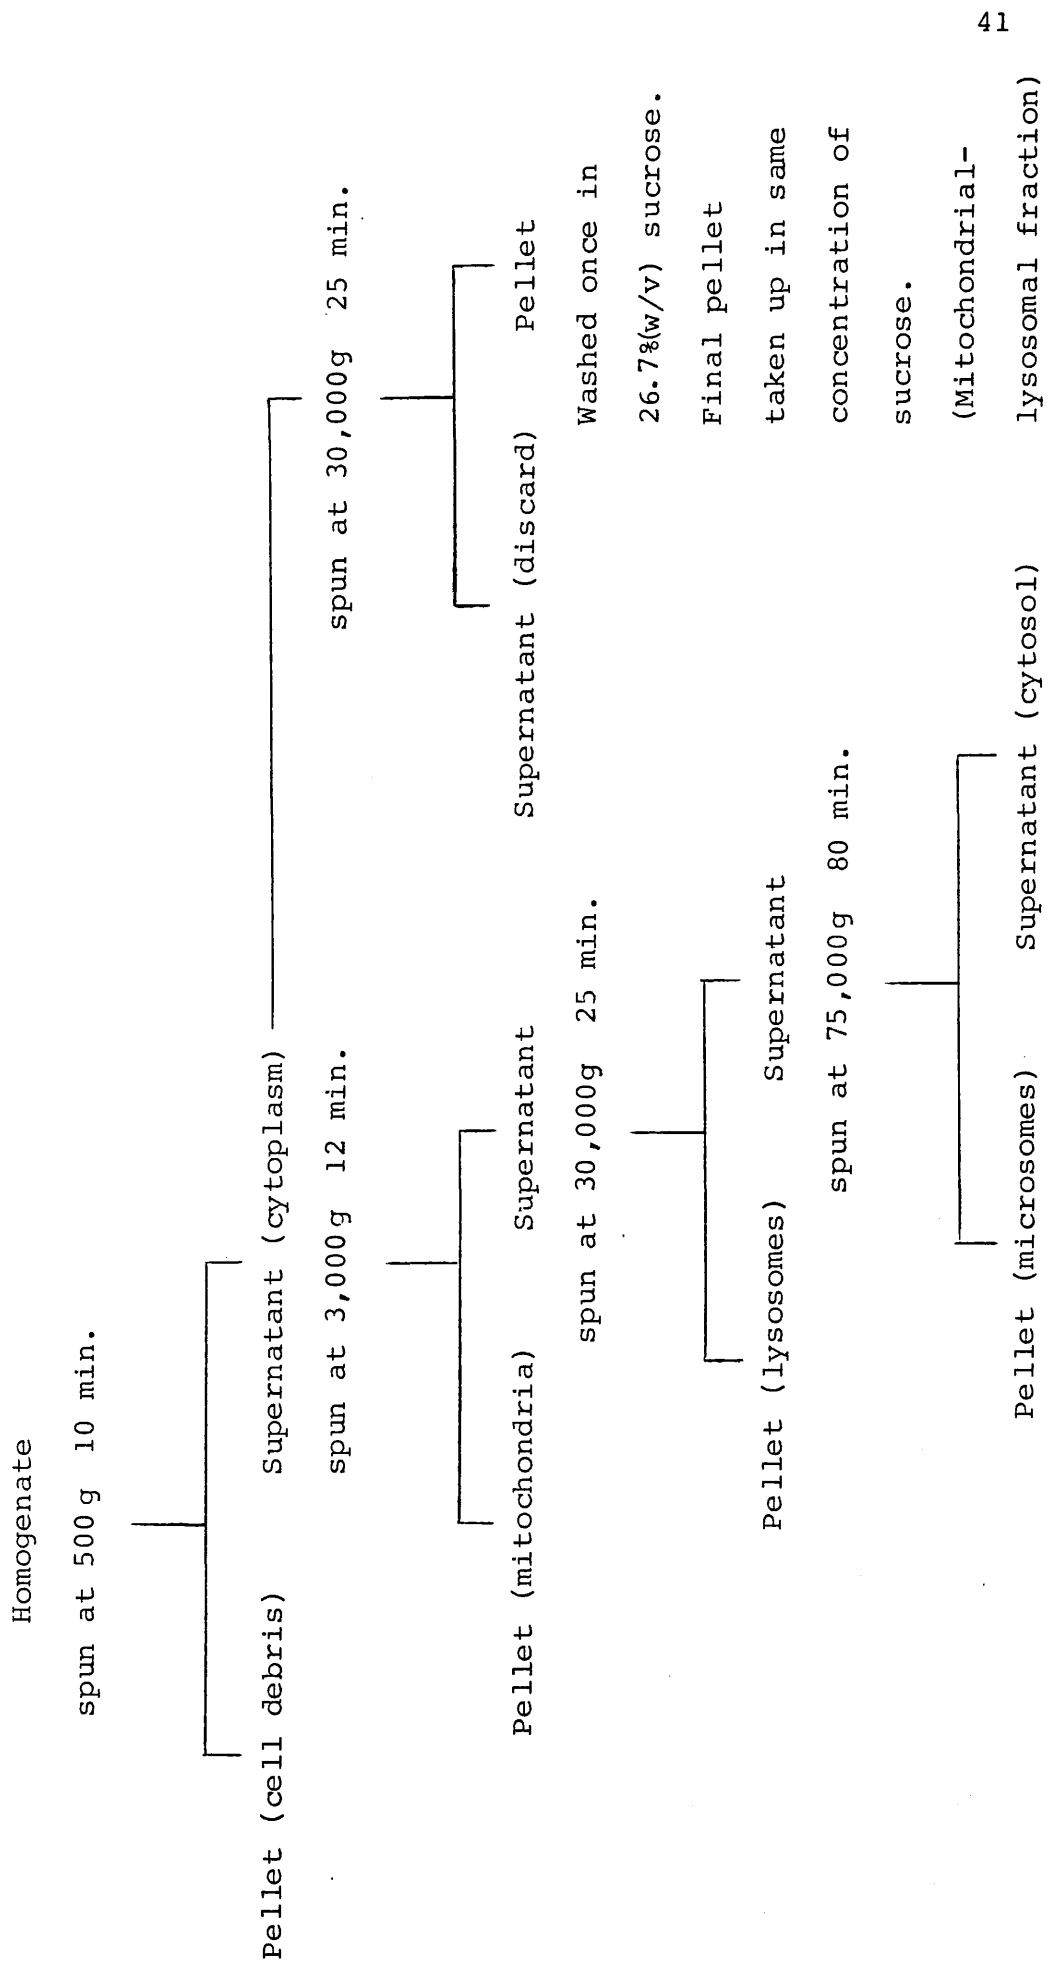 41
Homogenate
spun at 500g 10 min.
Pellet (cell debris)
Supernatant (cytoplasm)
spun at 3,000g 12 min.
spun at 30,000g 25 min.
Pellet (mitochondria)
Supernatant
spun at 30,000g 25 min.
Supernatant (discard)
Pellet
Washed once in
26.7%(w/v) sucrose.
Final pellet
taken up in same
concentration of
sucrose.
(Mitochondrial-
lysosomal fraction)
Pellet (lysosomes)
Supernatant
spun at 75,000g 80 min.
Pellet (microsomes)
Supernatant (cytosol)